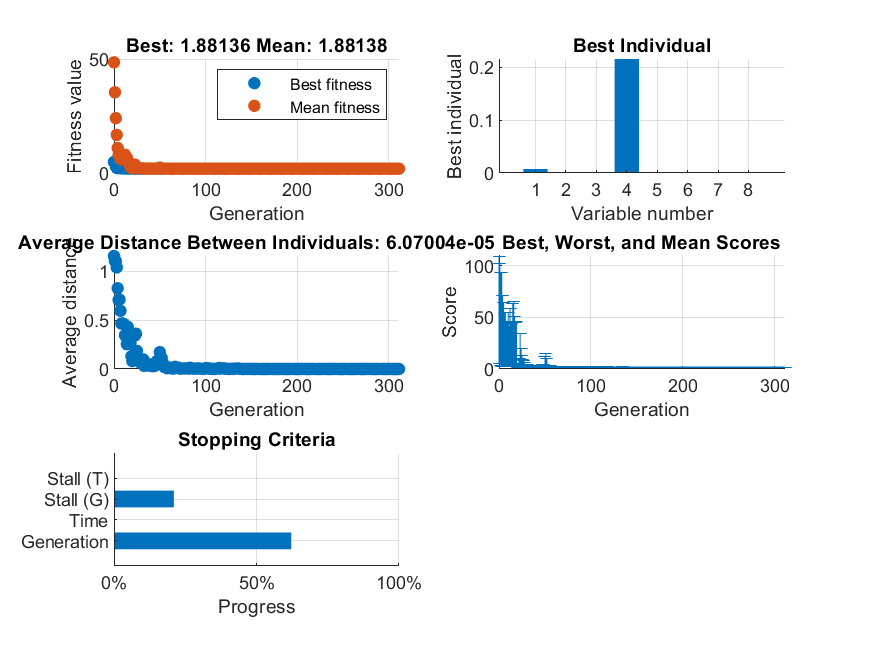 Best: 1.88136 Mean: 1.88138
Fitness value
50
0
Best fitness
Mean fitness
0 100 200 300
Generation
Best Individual
Best individual
0.2
0.1
0
1 2 3 4 5 6 7 8
Variable number
Average Distance Between Individuals: 6.07004e-05
Average distance
1
0.5
0
0 100 200 300
Generation
Best, Worst, and Mean Scores
Score
100
50
0
0 100 200 300
Generation
Stopping Criteria
Stall (T)
Stall (G)
Time
Generation
0% 50% 100%
Progress